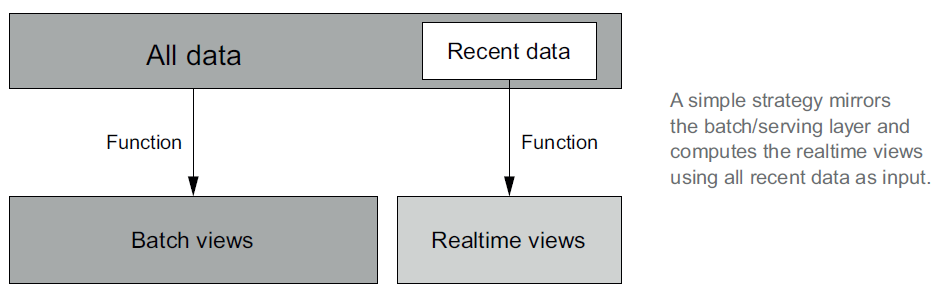 All data
Recent data
Function
Function
Batch views
Realtime views
A simple strategy mirrors
the batch/serving layer and
computes the realtime views
using all recent data as input.